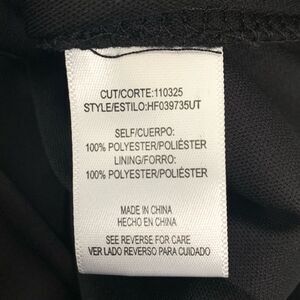 CUT/CORTE:110325
STYLE/ESTILO:HF039735UT
SELF/CUERPO:
100% POLYESTER/POLIÉSTER
LINING/FORRO:
100% POLYESTER/POLIÉSTER
MADE IN CHINA
HECHO EN CHINA
SEE REVERSE FOR CARE
VER LADO REVERSO PARA CUIDADO